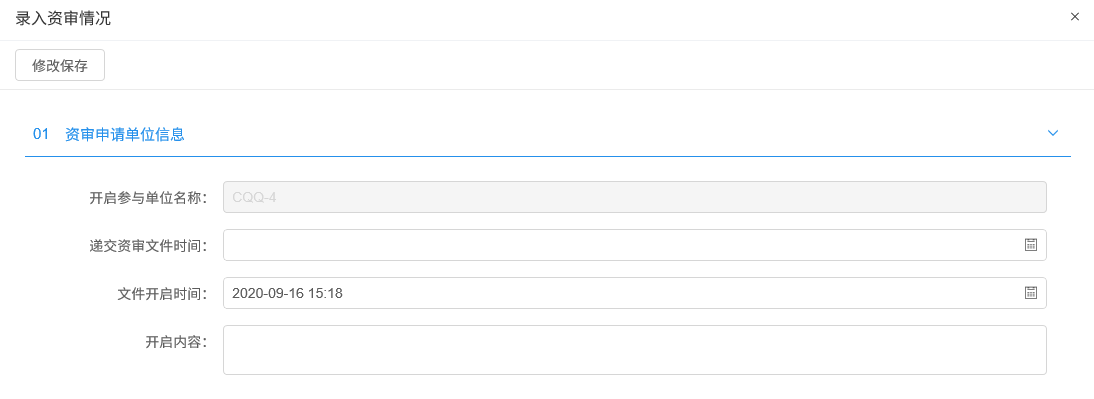 录入资审情况
修改保存
01 资审申请单位信息
开启参与单位名称： CQQ-4
递交资审文件时间：
文件开启时间： 2020-09-16 15:18
开启内容：